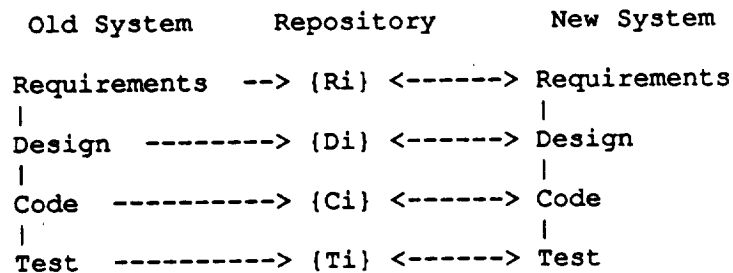 Old System Repository New System
Requirements --> {Ri} <------> Requirements
| |
Design --------> {Di} <------> Design
| |
Code ----------> {Ci} <------> Code
| |
Test ----------> {Ti} <------> Test